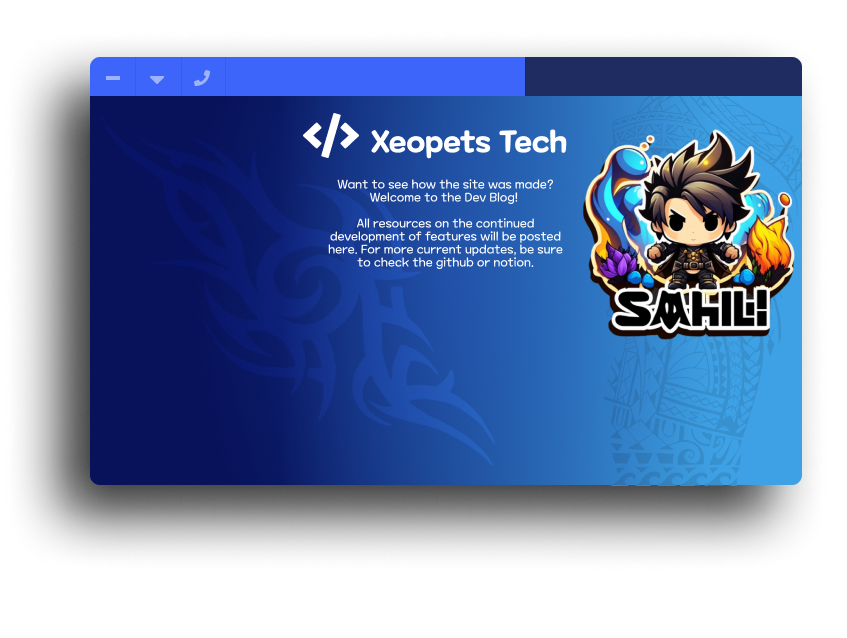 </> Xeopets Tech
Want to see how the site was made?
Welcome to the Dev Blog!
All resources on the continued
development of features will be posted
here. For more current updates, be sure
to check the github or notion.
SAHILI!